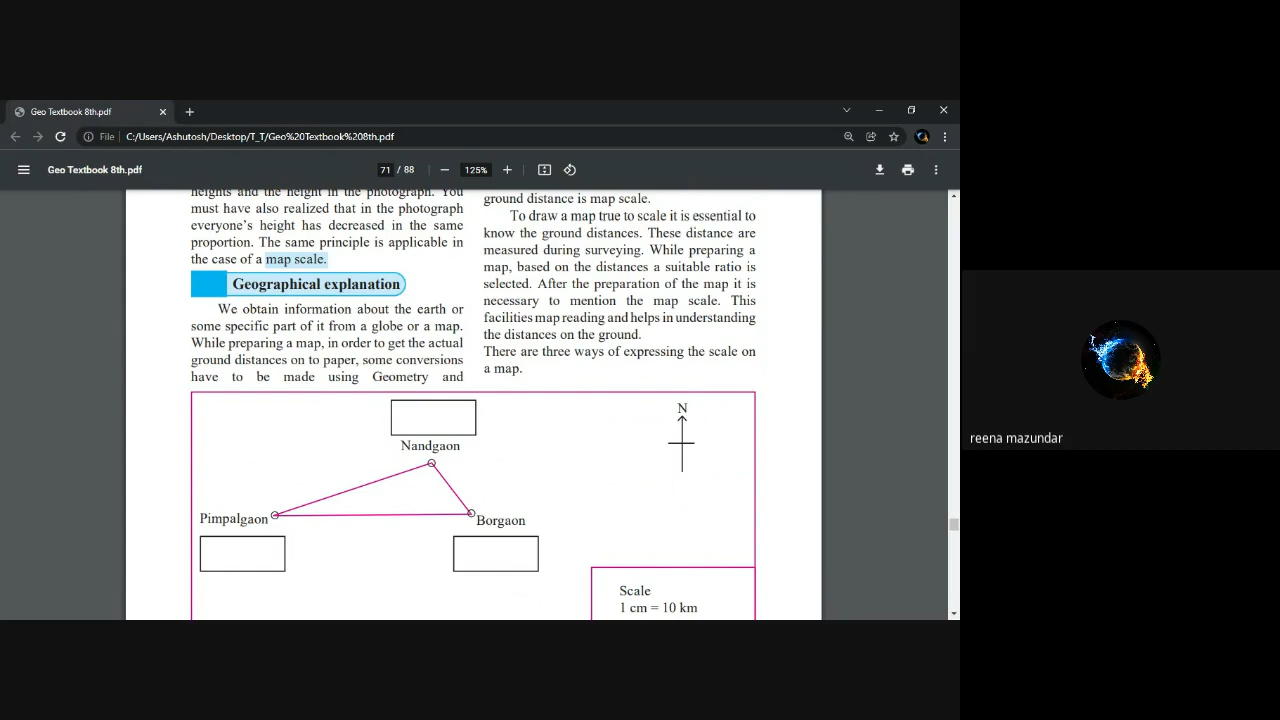 Geo Textbook 8th.pdf
File
C:/Users/Ashutosh/Desktop/T_T/Geo%20Textbook%208th.pdf
Geo Textbook 8th.pdf
71 / 88
125%
heights and the height in the photograph. You
must have also realized that in the photograph
everyone's height has decreased in the same
proportion. The same principle is applicable in
the case of a map scale.
Geographical explanation
We obtain information about the earth or
some specific part of it from a globe or a map.
While preparing a map, in order to get the actual
ground distances on to paper, some conversions
have to be made using Geometry and
ground distance is map scale.
To draw a map true to scale it is essential to
know the ground distances. These distance are
measured during surveying. While preparing a
map, based on the distances a suitable ratio is
selected. After the preparation of the map it is
necessary to mention the map scale. This
facilities map reading and helps in understanding
the distances on the ground.
There are three ways of expressing the scale on
a map.
N
Nandgaon
Pimpalgaon
Borgaon
Scale
1 cm = 10 km
reena mazundar